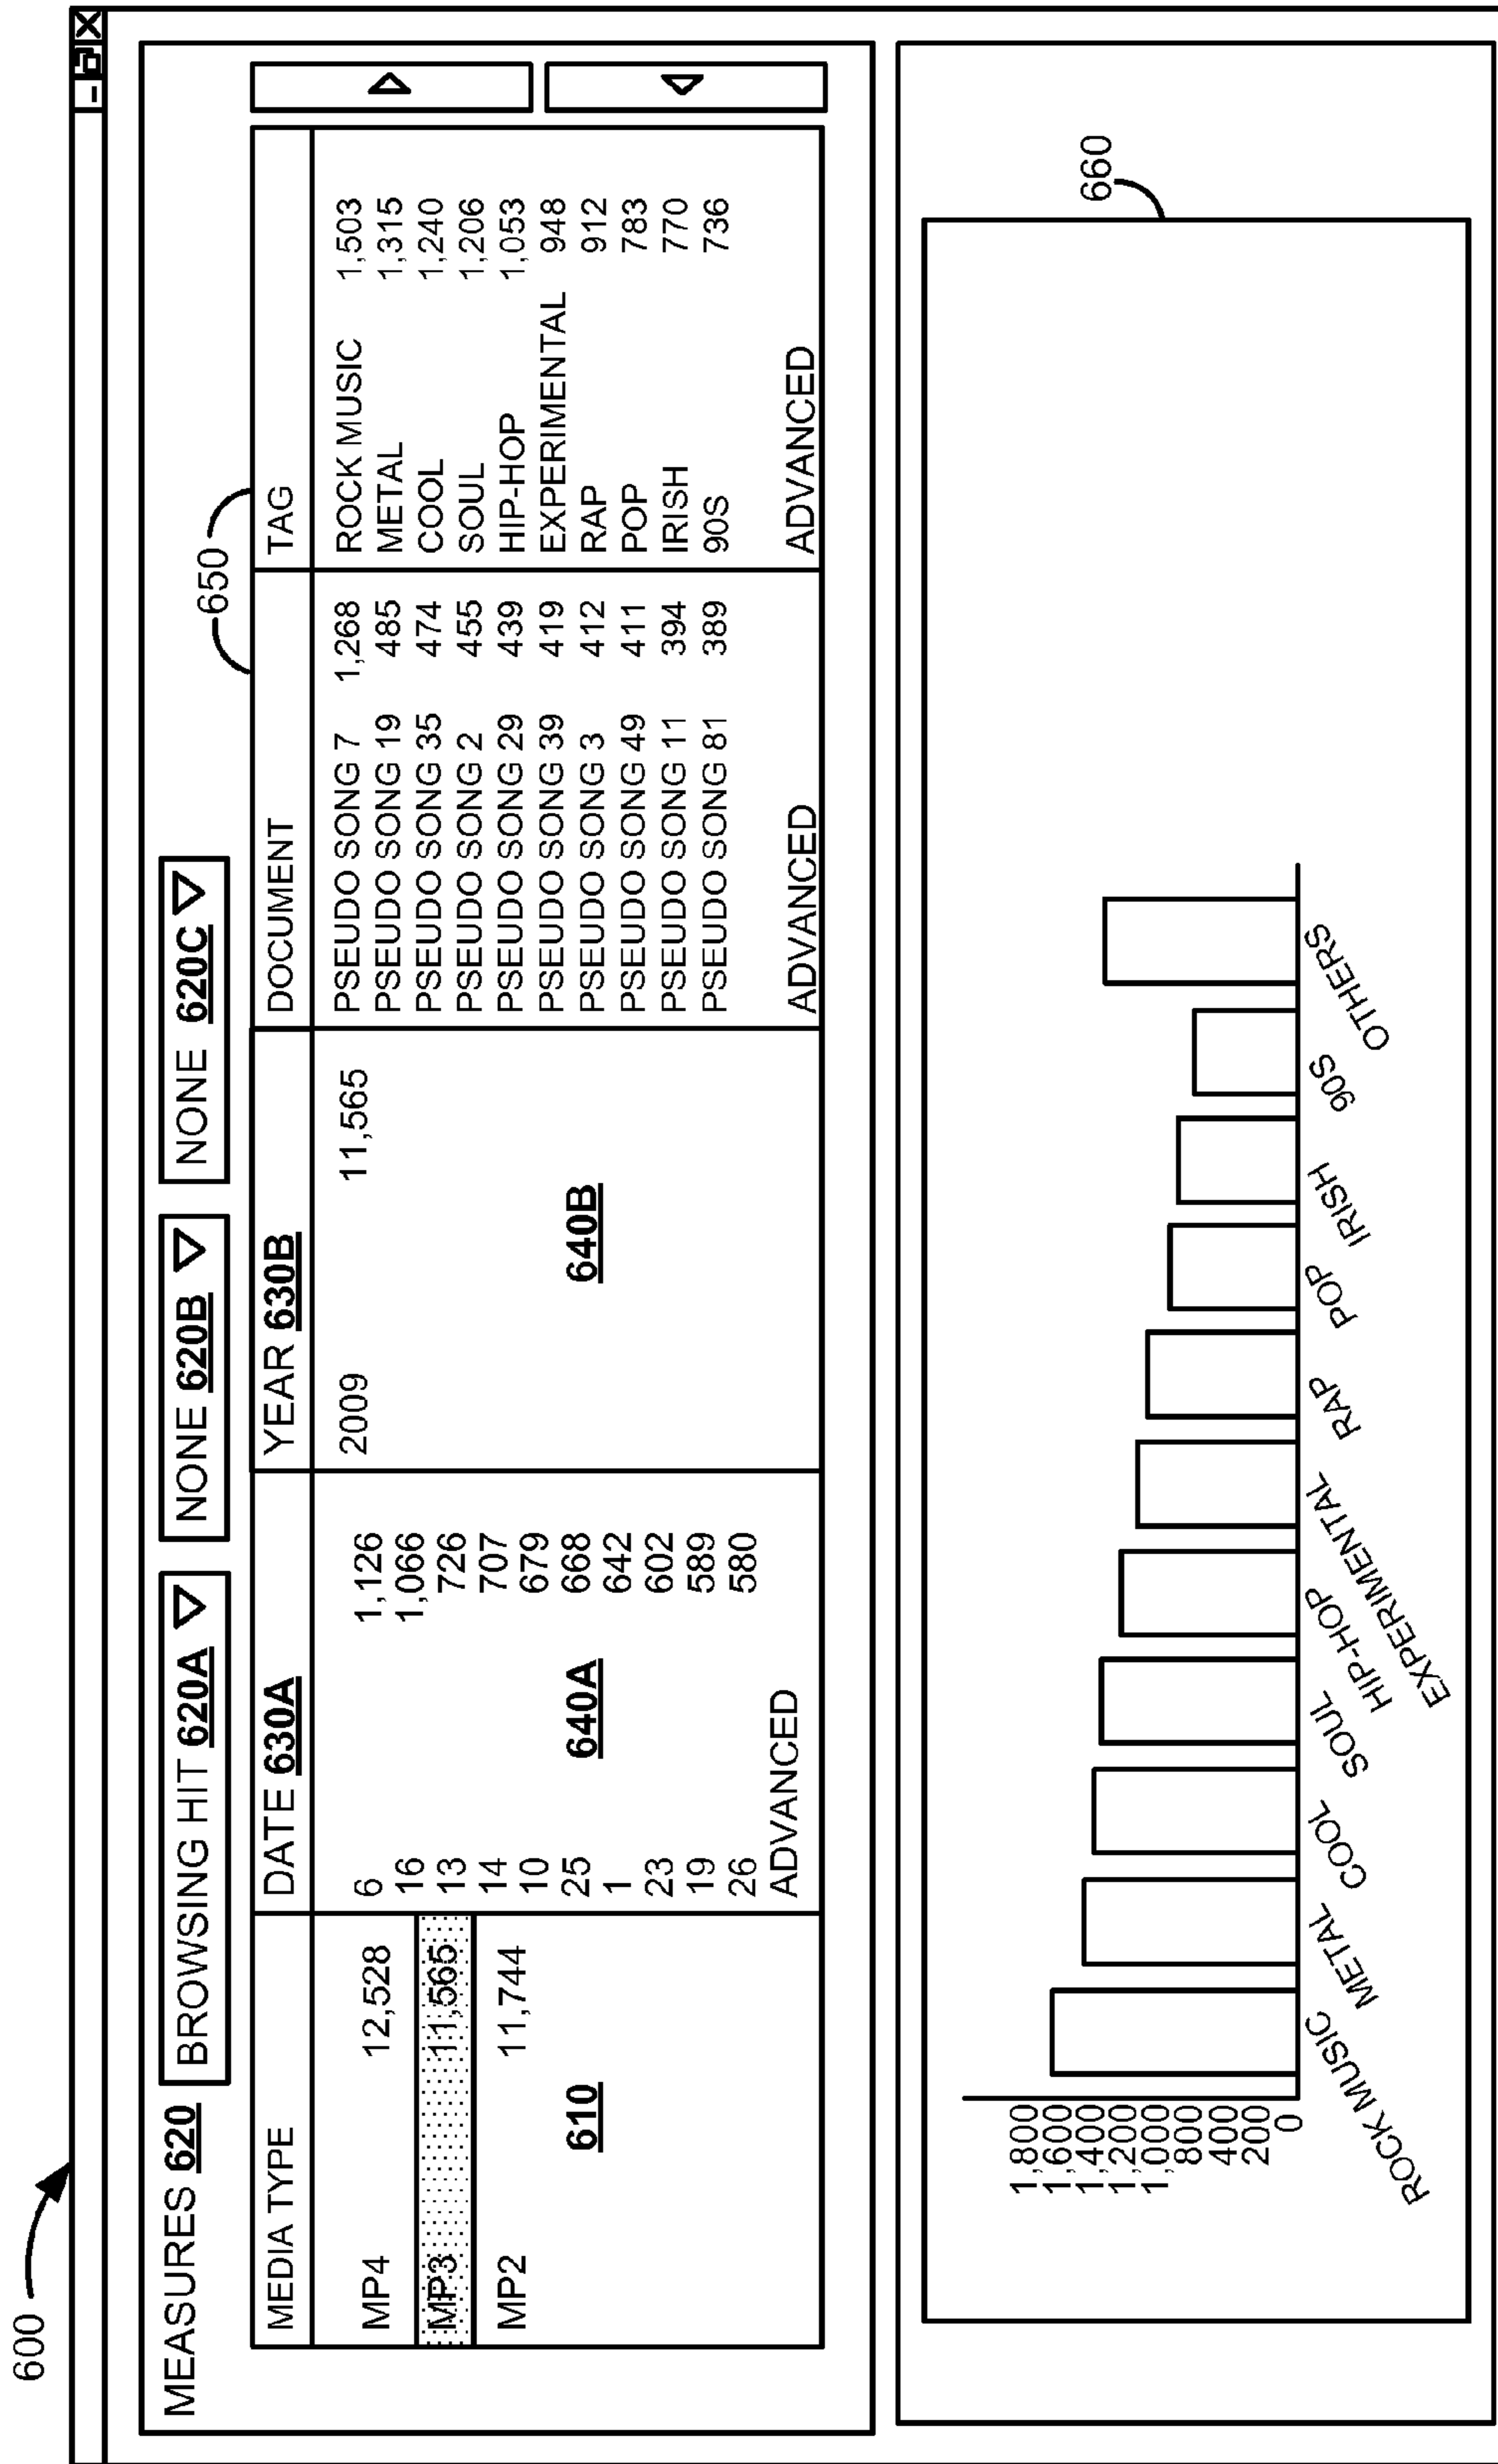 600
MEASURES 620 BROWSING HIT 620A NONE 620B NONE 620C
650
MEDIA TYPE DATE 630A YEAR 630B DOCUMENT TAG
MP4 12,528
MP3 11,565
MP2 11,744
610
6 1,126
16 1,066
13 726
14 707
10 679
25 668
1 642
23 602
19 589
26 580
640A
ADVANCED
2009 11,565
640B
PSEUDO SONG 7 1,268
PSEUDO SONG 19 485
PSEUDO SONG 35 474
PSEUDO SONG 2 455
PSEUDO SONG 29 439
PSEUDO SONG 39 419
PSEUDO SONG 3 412
PSEUDO SONG 49 411
PSEUDO SONG 11 394
PSEUDO SONG 81 389
ADVANCED
ROCK MUSIC 1,503
METAL 1,315
COOL 1,240
SOUL 1,206
HIP-HOP 1,053
EXPERIMENTAL 948
RAP 912
POP 783
IRISH 770
90S 736
ADVANCED
660
1,800
1,600
1,400
1,200
1,000
800
400
200
0
ROCK MUSIC
METAL
COOL
SOUL
HIP-HOP
EXPERIMENTAL
RAP
POP
IRISH
90S
OTHERS